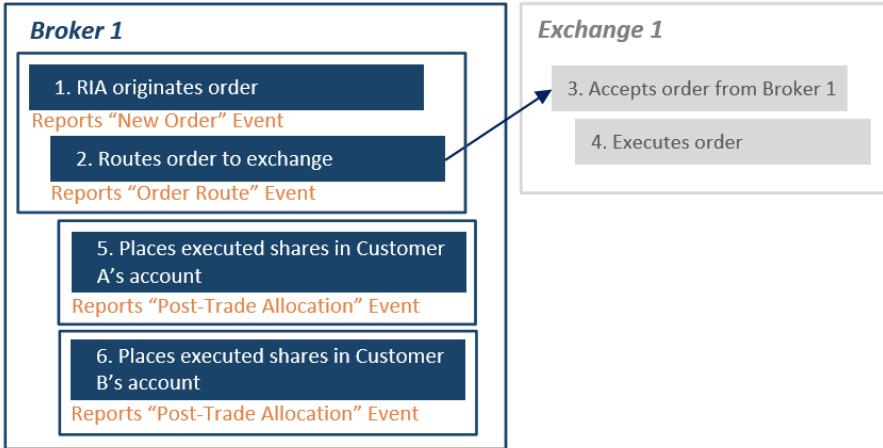 Broker 1
1. RIA originates order
Reports “New Order” Event
2. Routes order to exchange
Reports “Order Route” Event
5. Places executed shares in Customer
A’s account
Reports “Post-Trade Allocation” Event
6. Places executed shares in Customer
B’s account
Reports “Post-Trade Allocation” Event
Exchange 1
3. Accepts order from Broker 1
4. Executes order